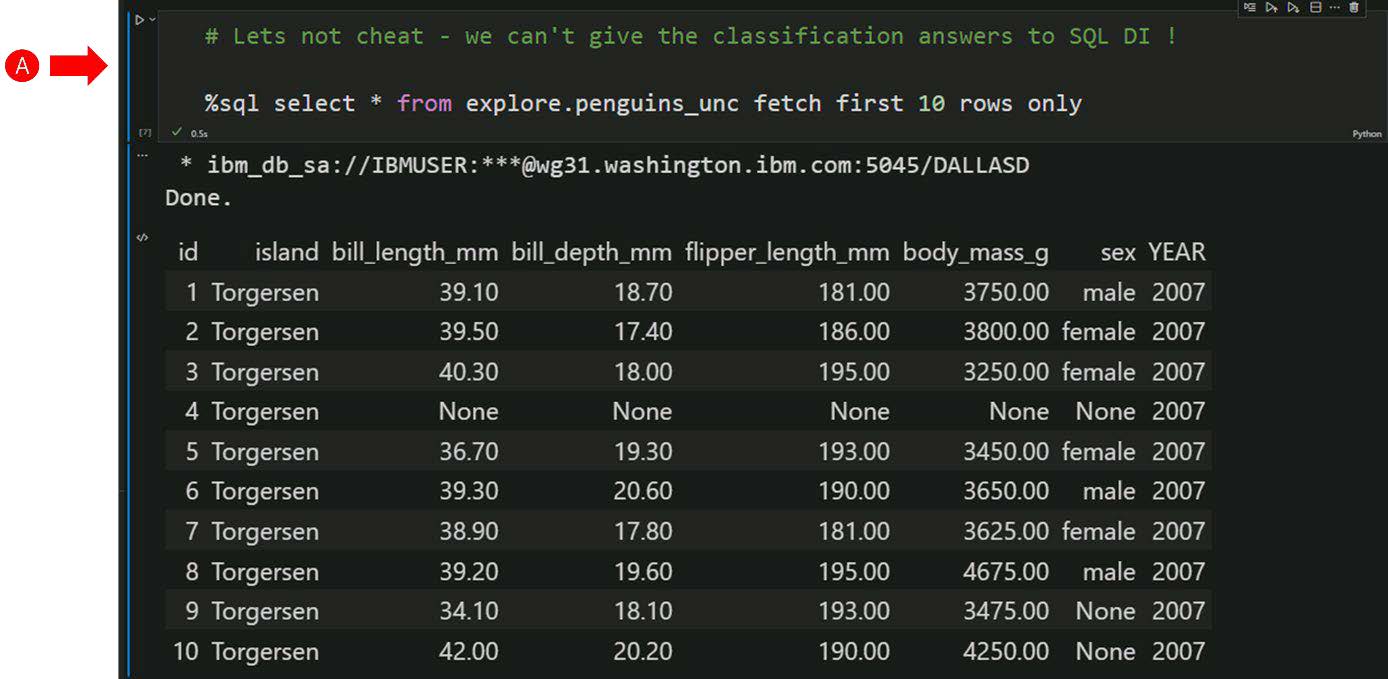 A
# Lets not cheat - we can't give the classification answers to SQL DI !
%sql select * from explore.penguins_unc fetch first 10 rows only
[7] 0.5s
Python
* ibm_db_sa://IBMUSER:***@wg31.washington.ibm.com:5045/DALLASD
Done.
id island bill_length_mm bill_depth_mm flipper_length_mm body_mass_g sex YEAR
1 Torgersen 39.10 18.70 181.00 3750.00 male 2007
2 Torgersen 39.50 17.40 186.00 3800.00 female 2007
3 Torgersen 40.30 18.00 195.00 3250.00 female 2007
4 Torgersen None None None None None 2007
5 Torgersen 36.70 19.30 193.00 3450.00 female 2007
6 Torgersen 39.30 20.60 190.00 3650.00 male 2007
7 Torgersen 38.90 17.80 181.00 3625.00 female 2007
8 Torgersen 39.20 19.60 195.00 4675.00 male 2007
9 Torgersen 34.10 18.10 193.00 3475.00 None 2007
10 Torgersen 42.00 20.20 190.00 4250.00 None 2007